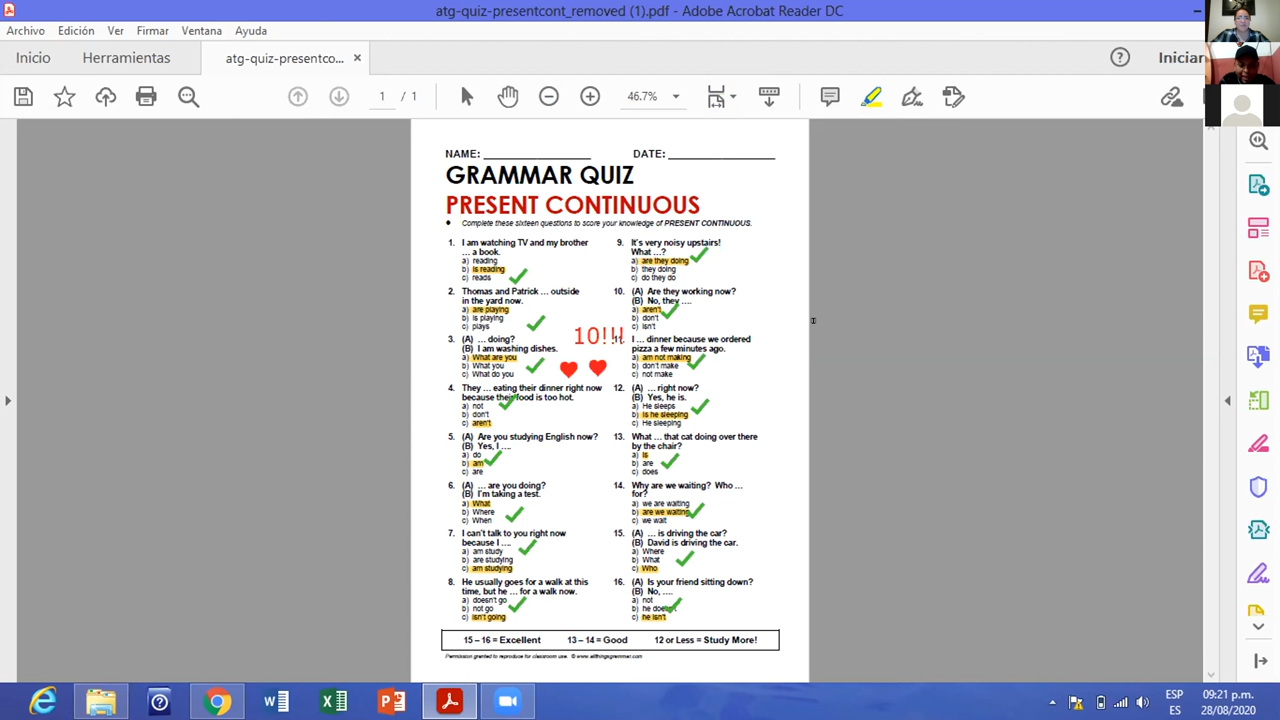 atg-quiz-presentcont_removed (1).pdf - Adobe Acrobat Reader DC
Archivo Edición Ver Firmar Ventana Ayuda
Inicio Herramientas atg-quiz-presentco... × Iniciar
1 / 1 46.7%
NAME: ____________________ DATE: ____________________
GRAMMAR QUIZ
PRESENT CONTINUOUS
Complete these sixteen questions to score your knowledge of PRESENT CONTINUOUS.
1. I am watching TV and my brother
... a book.
a) reading
b) is reading
c) reads
2. Thomas and Patrick ... outside
in the yard now.
a) are playing
b) is playing
c) plays
3. (A) ... doing?
(B) I am washing dishes.
a) What are you
b) What you
c) What do you
4. They ... eating their dinner right now
because their food is too hot.
a) not
b) don't
c) aren't
5. (A) Are you studying English now?
(B) Yes, I ....
a) do
b) am
c) are
6. (A) ... are you doing?
(B) I'm taking a test.
a) What
b) Where
c) When
7. I can't talk to you right now
because I ....
a) am study
b) are studying
c) am studying
8. He usually goes for a walk at this
time, but he ... for a walk now.
a) doesn't go
b) not go
c) isn't going
10!!!
9. It's very noisy upstairs!
What ...?
a) are they doing
b) they doing
c) do they do
10. (A) Are they working now?
(B) No, they ....
a) aren't
b) don't
c) isn't
11. I ... dinner because we ordered
pizza a few minutes ago.
a) am not making
b) don't make
c) not make
12. (A) ... right now?
(B) Yes, he is.
a) He sleeps
b) Is he sleeping
c) He sleeping
13. What ... that cat doing over there
by the chair?
a) is
b) are
c) does
14. Why are we waiting? Who ...
for?
a) we are waiting
b) are we waiting
c) we wait
15. (A) ... is driving the car?
(B) David is driving the car.
a) Where
b) What
c) Who
16. (A) Is your friend sitting down?
(B) No, ....
a) not
b) he doesn't
c) he isn't
15 – 16 = Excellent 13 – 14 = Good 12 or Less = Study More!
Permission granted to reproduce for classroom use. © www.allthingsgrammar.com
ESP 09:21 p.m.
ES 28/08/2020